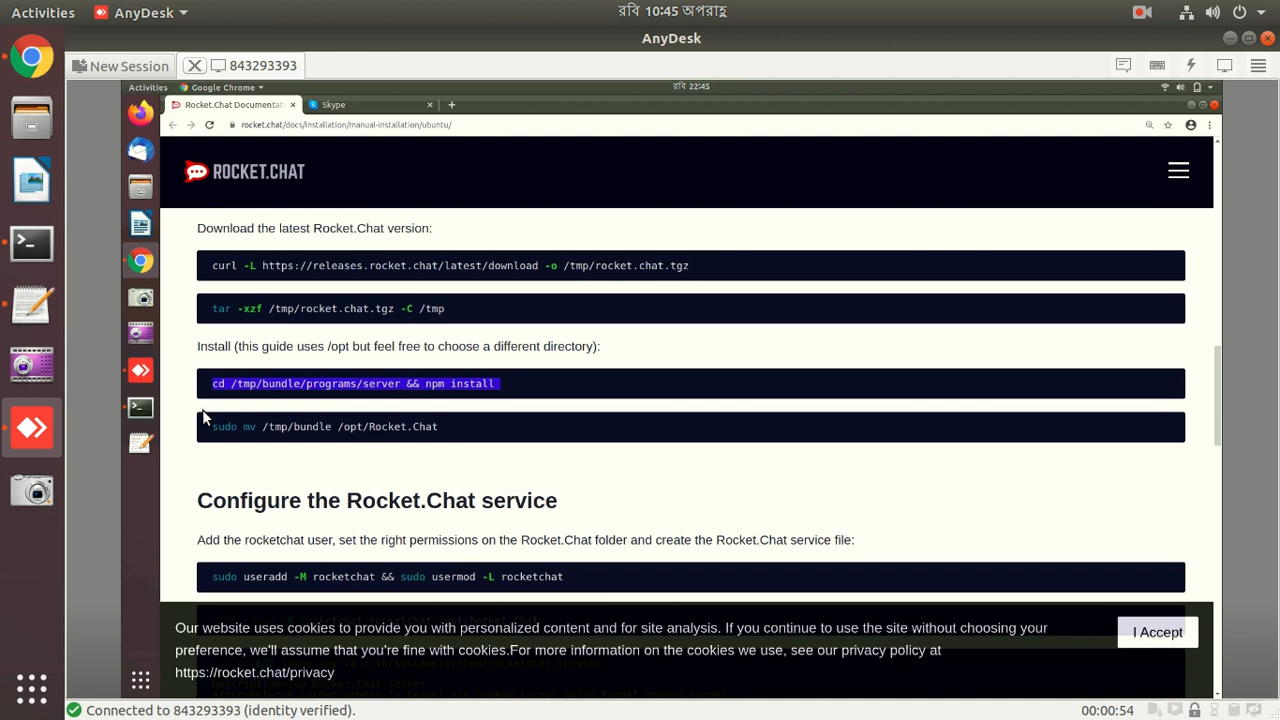 Activities
AnyDesk
রবি 10:45 অপরাহ্ণ
AnyDesk
New Session
843293393
Activities
Google Chrome
রবি 22:45
Rocket.Chat Documentat
Skype
rocket.chat/docs/installation/manual-installation/ubuntu/
ROCKET.CHAT
Download the latest Rocket.Chat version:
curl -L https://releases.rocket.chat/latest/download -o /tmp/rocket.chat.tgz
tar -xzf /tmp/rocket.chat.tgz -C /tmp
Install (this guide uses /opt but feel free to choose a different directory):
cd /tmp/bundle/programs/server && npm install
sudo mv /tmp/bundle /opt/Rocket.Chat
Configure the Rocket.Chat service
Add the rocketchat user, set the right permissions on the Rocket.Chat folder and create the Rocket.Chat service file:
sudo useradd -M rocketchat && sudo usermod -L rocketchat
Our website uses cookies to provide you with personalized content and for site analysis. If you continue to use the site without choosing your
preference, we'll assume that you're fine with cookies.For more information on the cookies we use, see our privacy policy at
https://rocket.chat/privacy
I Accept
Connected to 843293393 (identity verified).
00:00:54